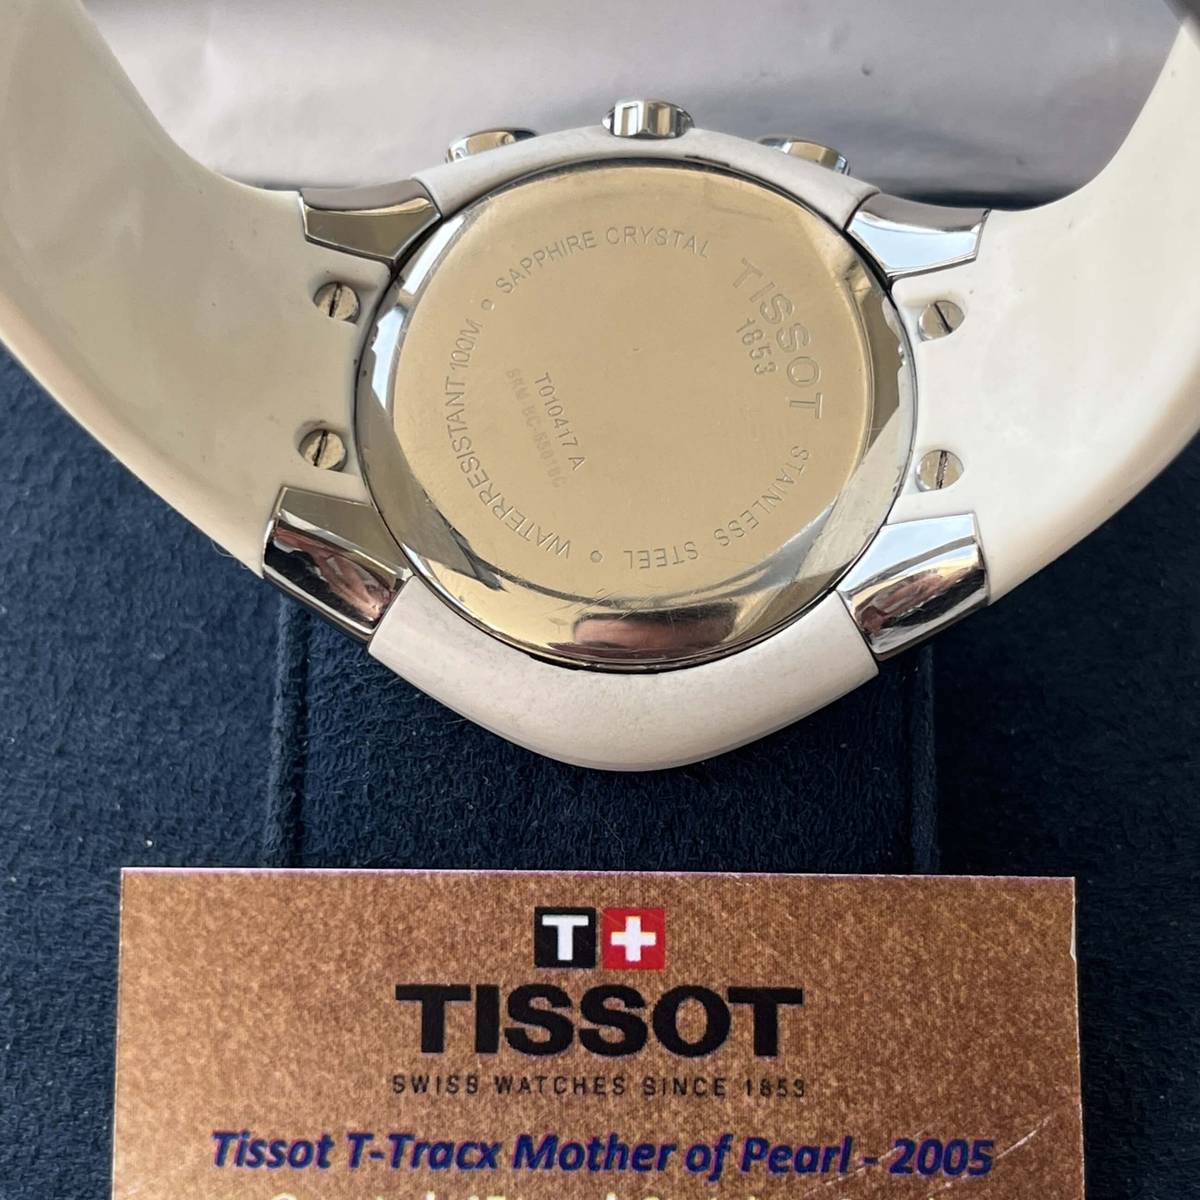 SAPPHIRE CRYSTAL
TISSOT
1853
STAINLESS STEEL
WATERRESISTANT 100M
T010417 A
T+
TISSOT
SWISS WATCHES SINCE 1853
Tissot T-Tracx Mother of Pearl - 2005